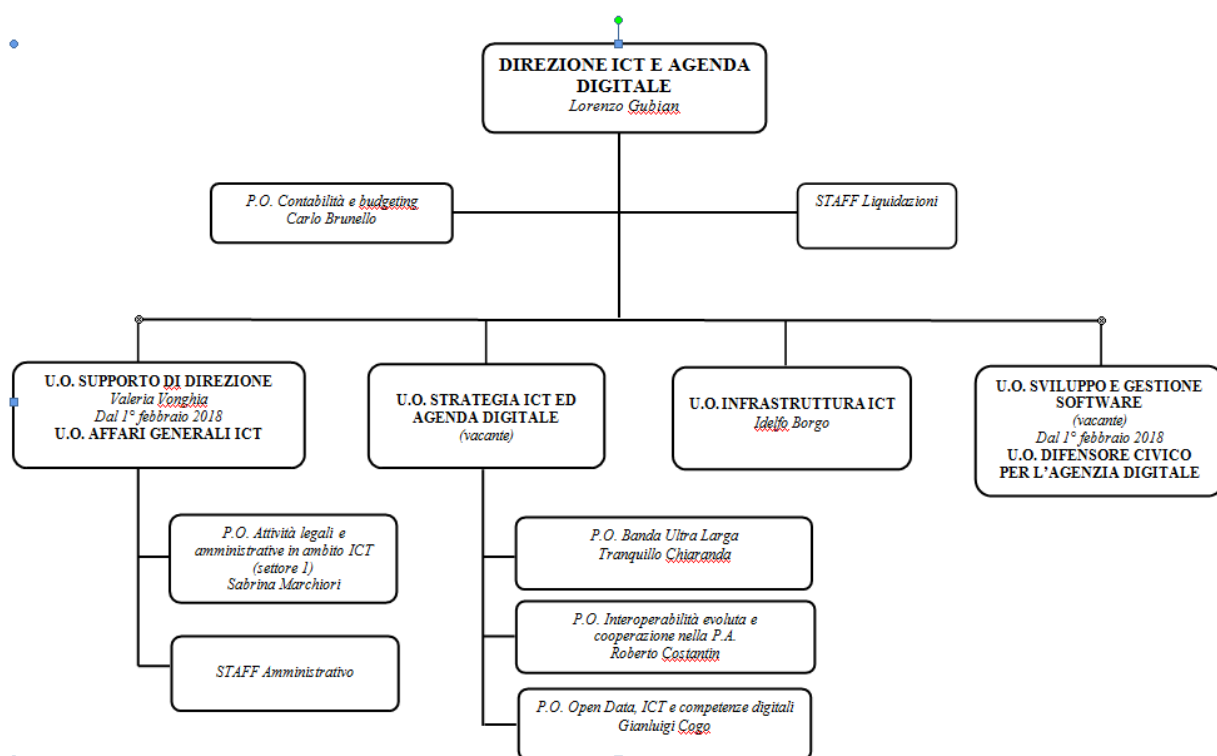 DIREZIONE ICT E AGENDA
DIGITALE
Lorenzo Gubian
P.O. Contabilità e budgeting
Carlo Brunello
STAFF Liquidazioni
U.O. SUPPORTO DI DIREZIONE
Valeria Vonghia
Dal 1° febbraio 2018
U.O. AFFARI GENERALI ICT
U.O. STRATEGIA ICT ED
AGENDA DIGITALE
(vacante)
U.O. INFRASTRUTTURA ICT
Idelfo Borgo
U.O. SVILUPPO E GESTIONE
SOFTWARE
(vacante)
Dal 1° febbraio 2018
U.O. DIFENSORE CIVICO
PER L'AGENZIA DIGITALE
P.O. Attività legali e
amministrative in ambito ICT
(settore 1)
Sabrina Marchiori
STAFF Amministrativo
P.O. Banda Ultra Larga
Tranquillo Chiaranda
P.O. Interoperabilità evoluta e
cooperazione nella P.A.
Roberto Costantin
P.O. Open Data, ICT e competenze digitali
Gianluigi Cogo